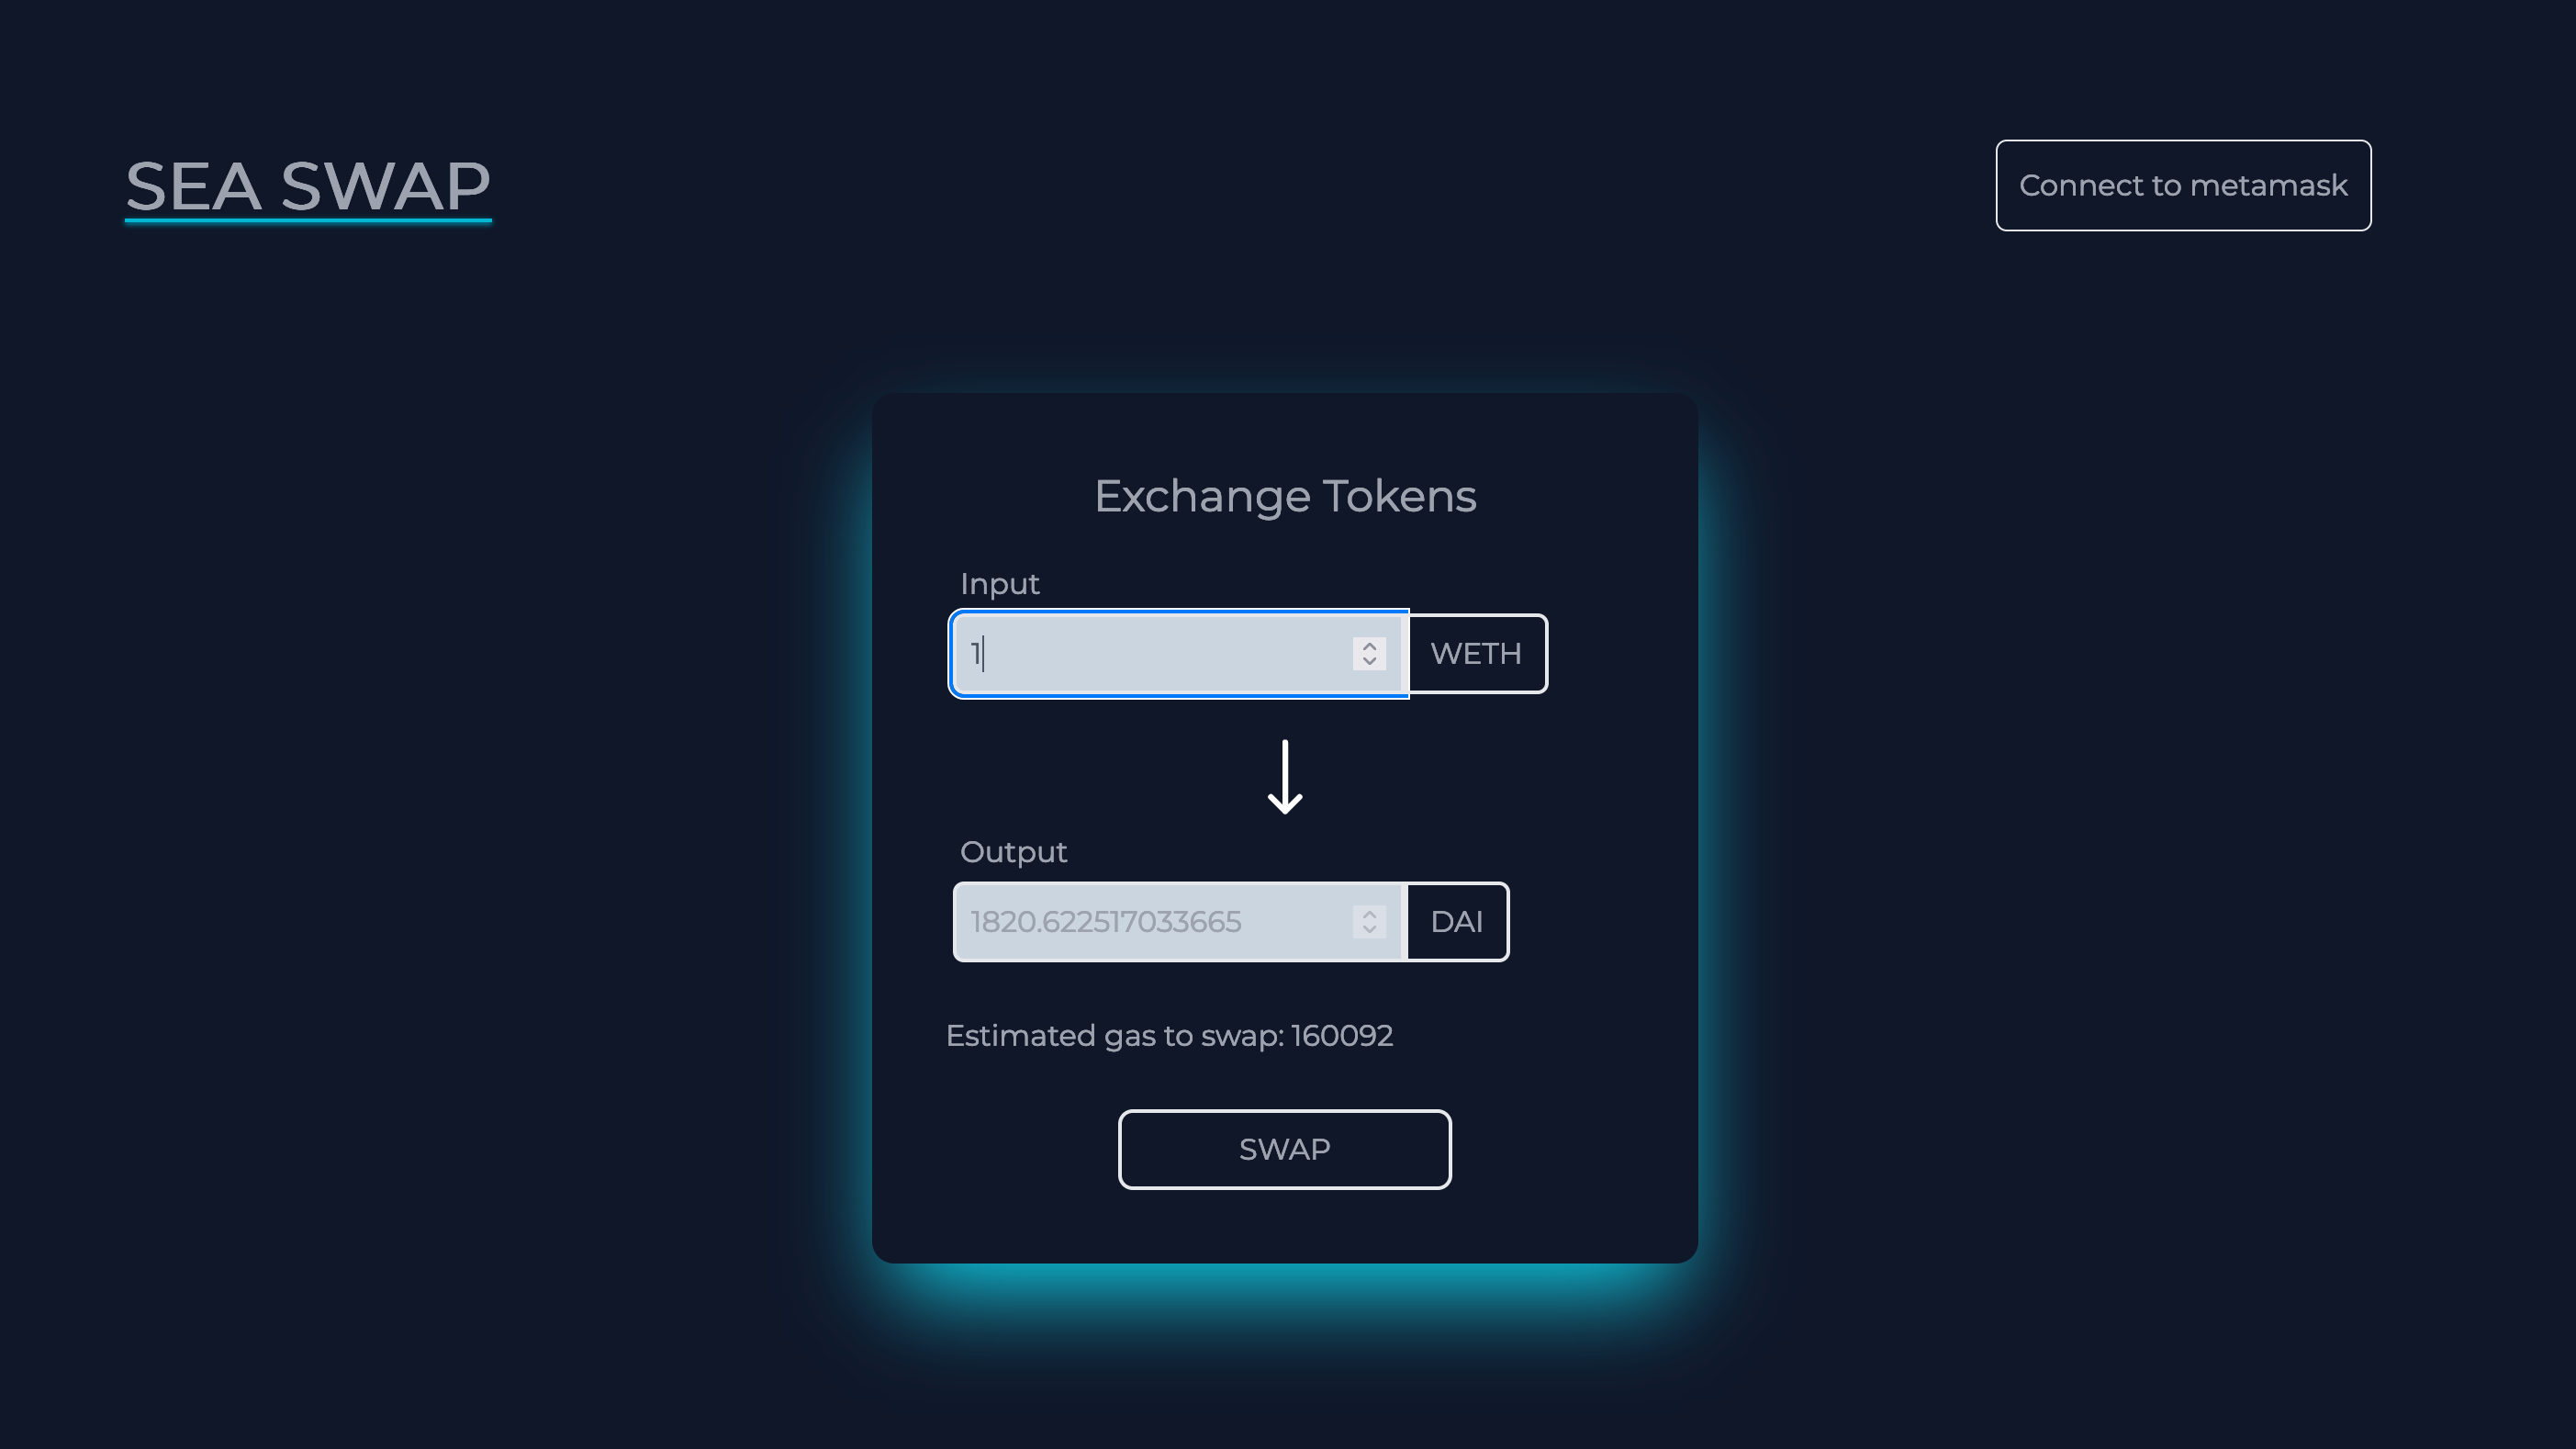 SEA SWAP
Connect to metamask
Exchange Tokens
Input
1
WETH
Output
1820.622517033665
DAI
Estimated gas to swap: 160092
SWAP